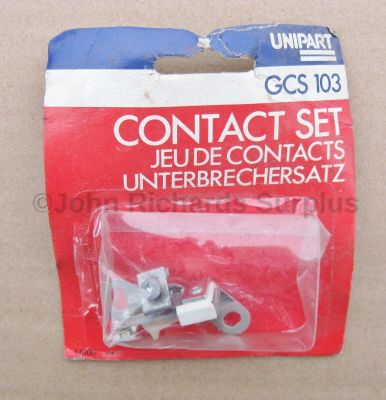 UNIPART
GCS 103
CONTACT SET
JEU DE CONTACTS
UNTERBRECHERSATZ
©John Richards Surplus